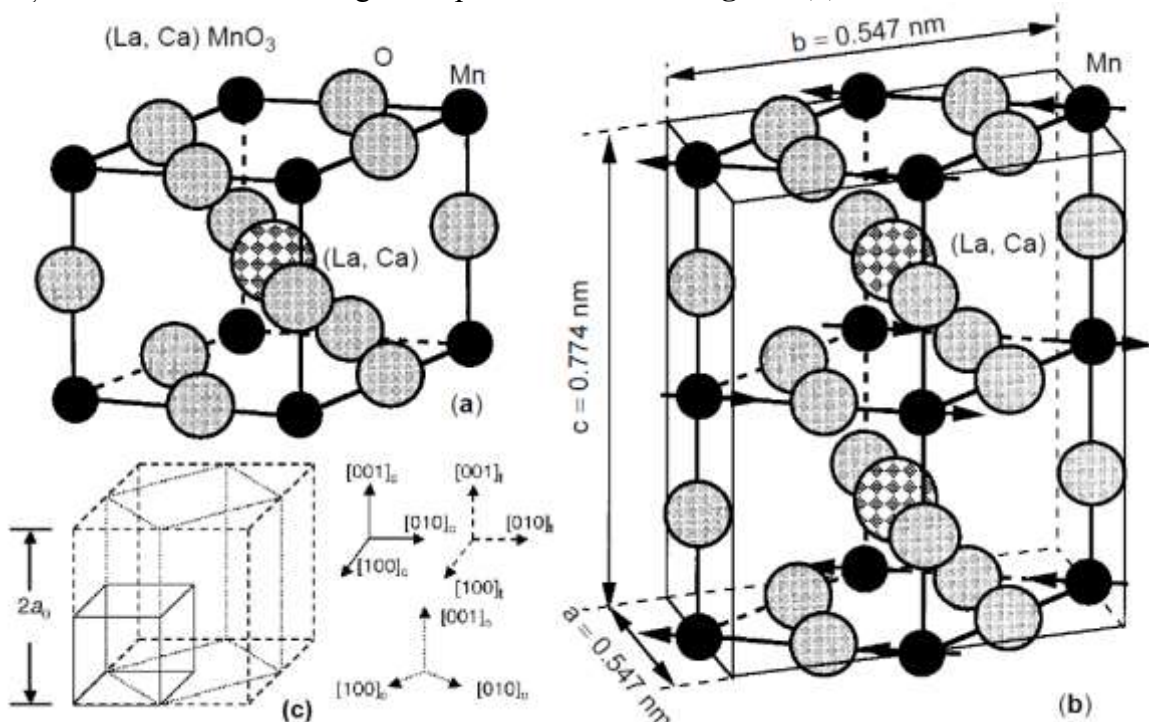 (La, Ca) MnO₃
O
Mn
(La, Ca)
(a)
b = 0.547 nm
Mn
(La, Ca)
c = 0.774 nm
a = 0.547 nm
(b)
2a₀
[001]c
[010]c
[100]c
[001]t
[010]t
[100]t
[001]o
[100]o
[010]o
(c)